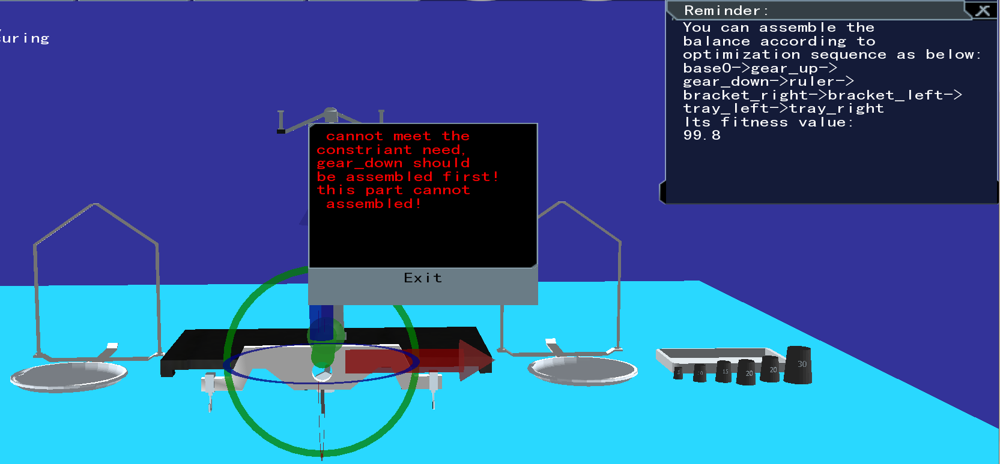 uring
Reminder:
You can assemble the
balance according to
optimization sequence as below:
base0->gear_up->
gear_down->ruler->
bracket_right->bracket_left->
tray_left->tray_right
Its fitness value:
99.8
cannot meet the
constriant need,
gear_down should
be assembled first!
this part cannot
assembled!
Exit
5 10 15 20 20 30